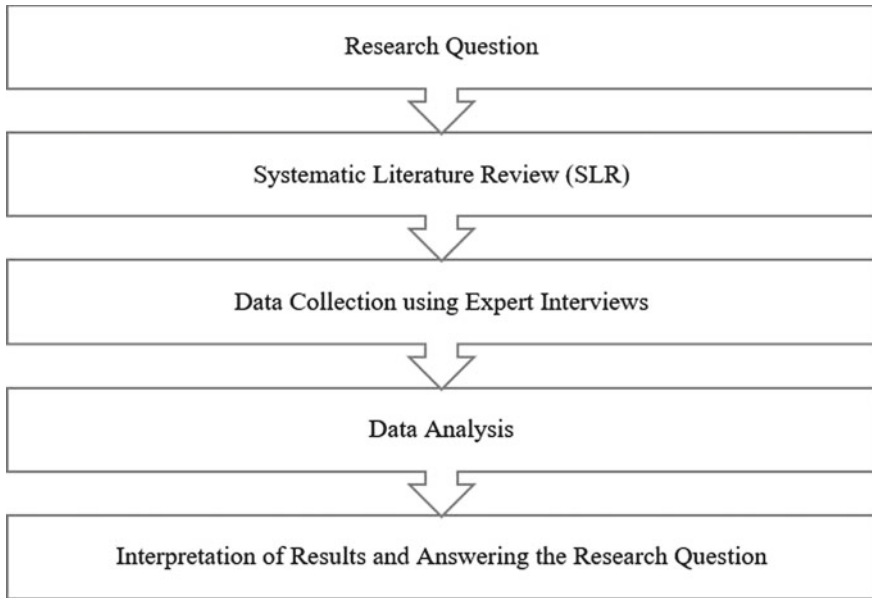 Research Question
Systematic Literature Review (SLR)
Data Collection using Expert Interviews
Data Analysis
Interpretation of Results and Answering the Research Question